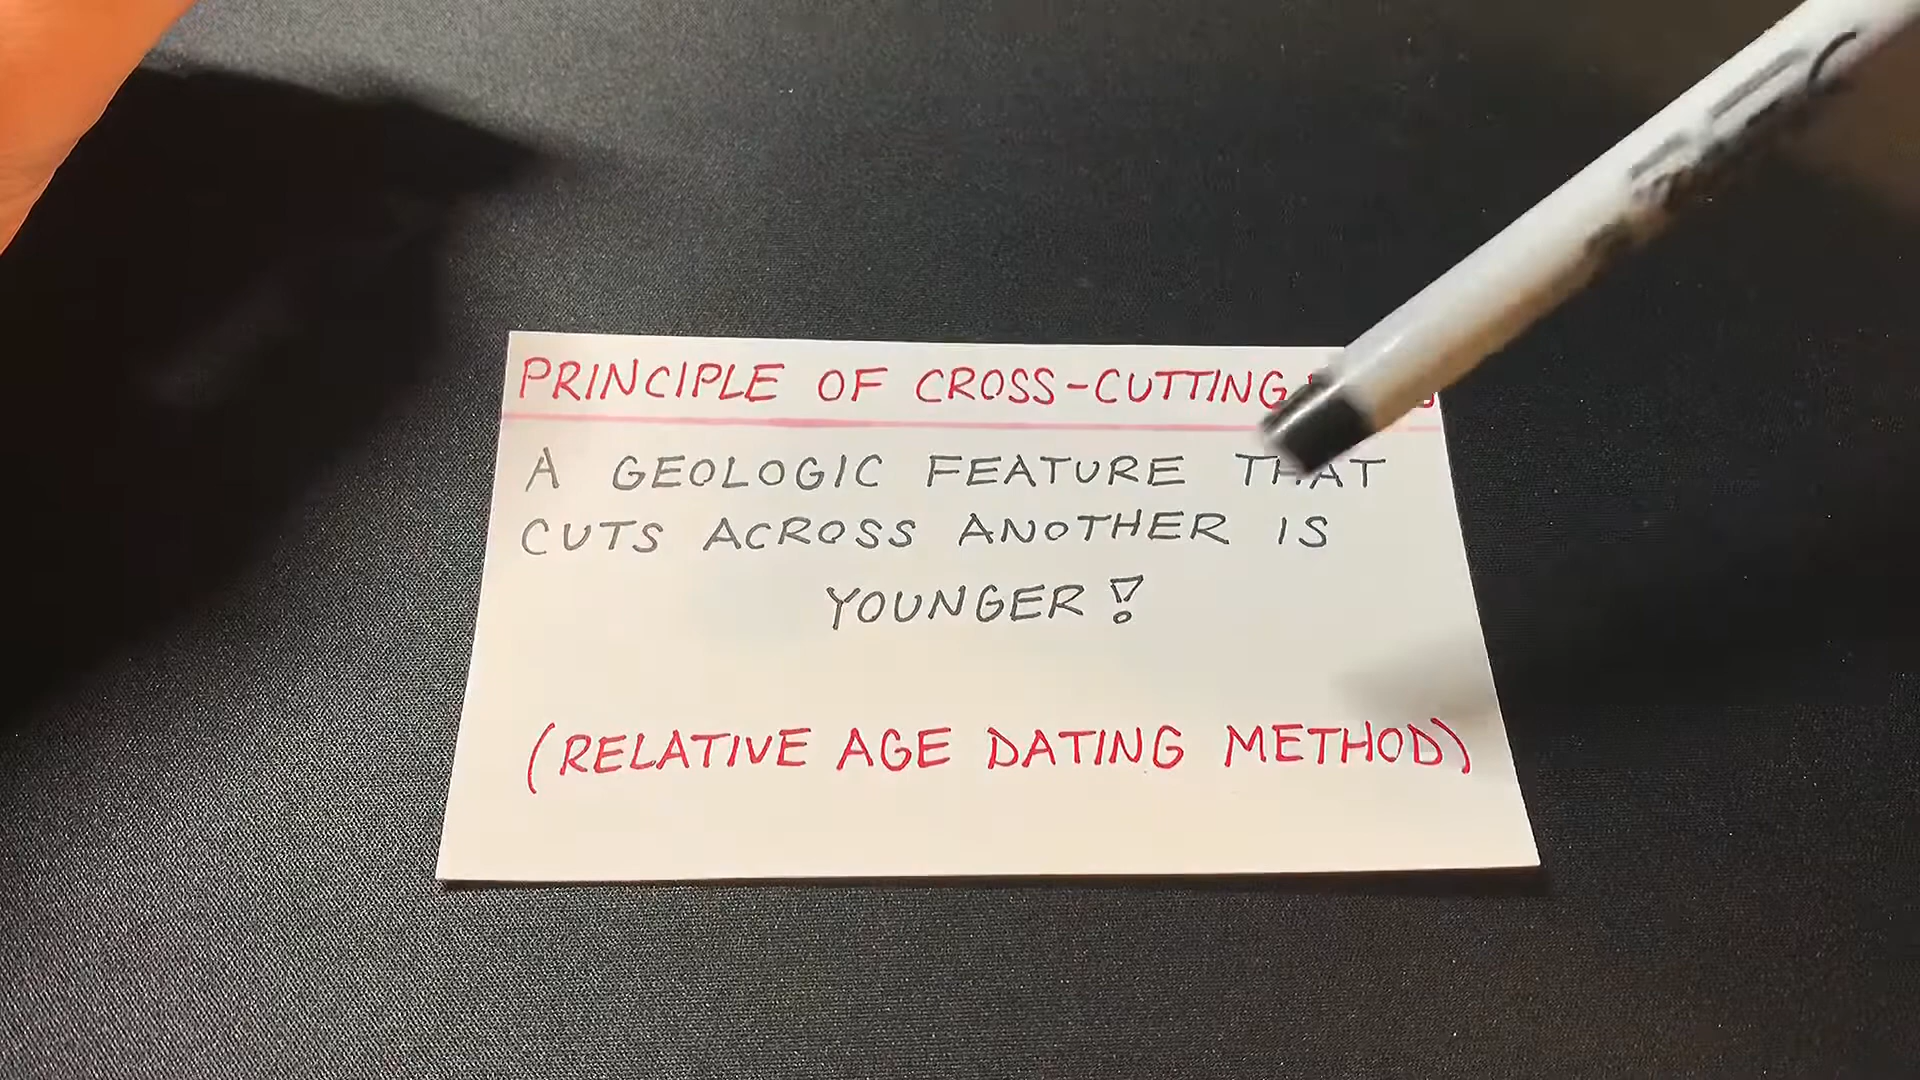 PRINCIPLE OF CROSS-CUTTING
A GEOLOGIC FEATURE THAT
CUTS ACROSS ANOTHER IS
YOUNGER!
(RELATIVE AGE DATING METHOD)